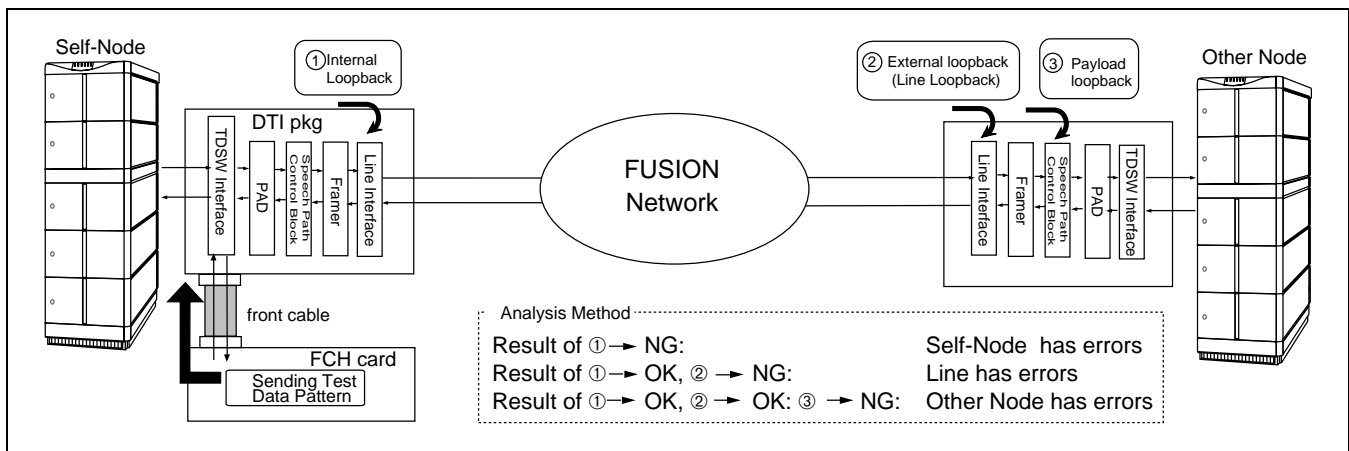 Self-Node
① Internal
Loopback
② External loopback
(Line Loopback)
③ Payload
loopback
Other Node
DTI pkg
TDSW Interface
PAD
Speech Path
Control Block
Framer
Line Interface
FUSION
Network
Line Interface
Framer
Speech Path
Control Block
PAD
TDSW Interface
front cable
FCH card
Sending Test
Data Pattern
Analysis Method
Result of ① → NG: Self-Node has errors
Result of ① → OK, ② → NG: Line has errors
Result of ① → OK, ② → OK: ③ → NG: Other Node has errors